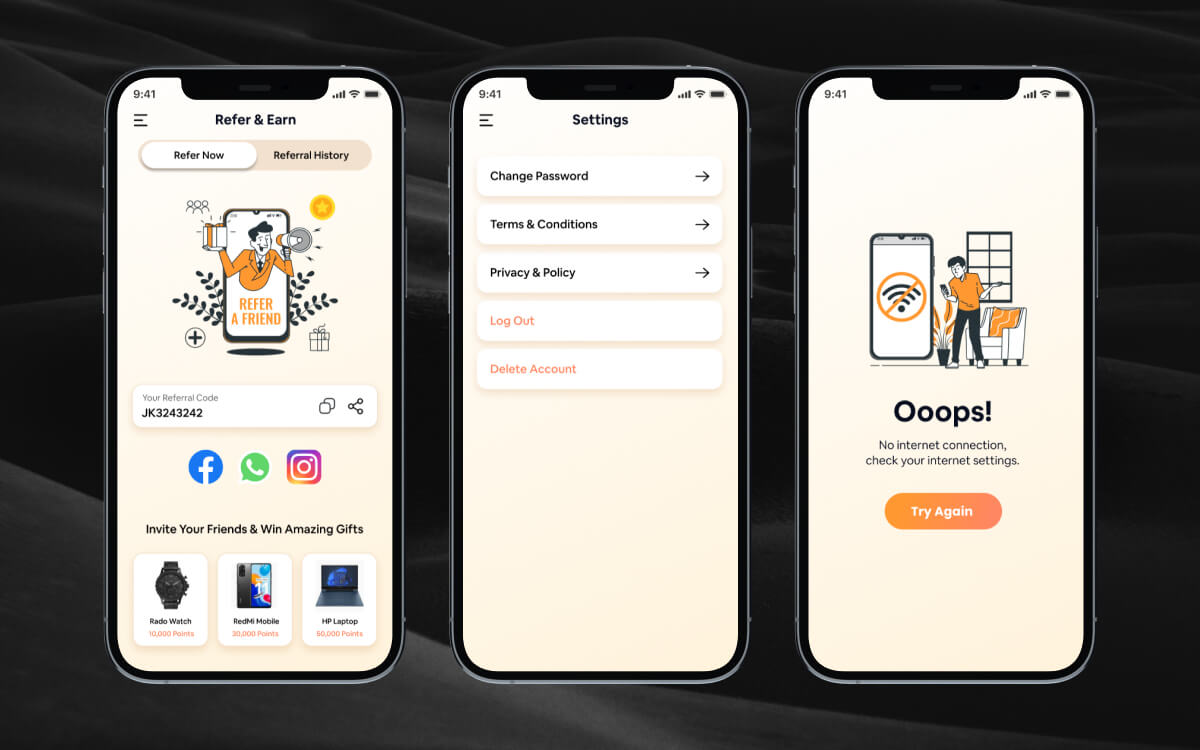 9:41
Refer & Earn
Refer Now
Referral History
REFER
A FRIEND
Your Referral Code
JK3243242
Invite Your Friends & Win Amazing Gifts
Rado Watch
10,000 Points
RedMi Mobile
30,000 Points
HP Laptop
50,000 Points
9:41
Settings
Change Password
Terms & Conditions
Privacy & Policy
Log Out
Delete Account
9:41
Ooops!
No internet connection,
check your internet settings.
Try Again